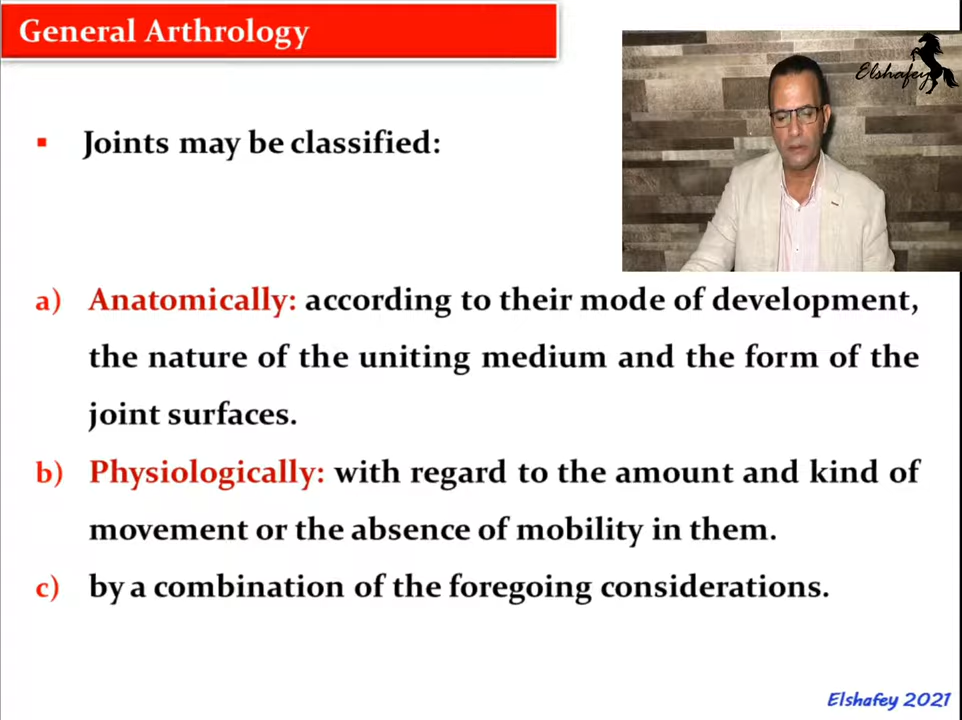 General Arthrology
Elshafey
▪ Joints may be classified:
a) Anatomically: according to their mode of development,
the nature of the uniting medium and the form of the
joint surfaces.
b) Physiologically: with regard to the amount and kind of
movement or the absence of mobility in them.
c) by a combination of the foregoing considerations.
Elshafey 2021